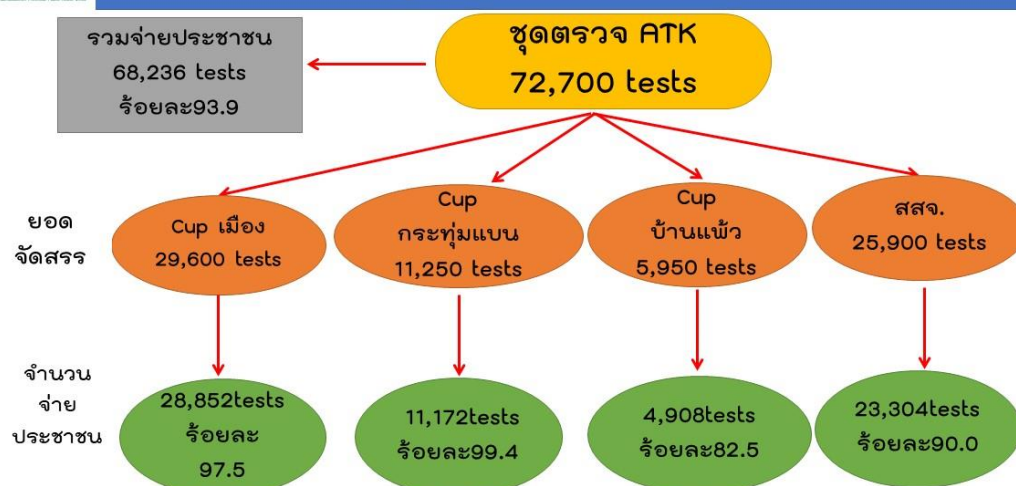 ชุดตรวจ ATK
72,700 tests
รวมจ่ายประชาชน
68,236 tests
ร้อยละ93.9
ยอด
จัดสรร
Cup เมือง
29,600 tests
Cup
กระทุ่มแบน
11,250 tests
Cup
บ้านแพ้ว
5,950 tests
สสจ.
25,900 tests
จำนวน
จ่าย
ประชาชน
28,852tests
ร้อยละ
97.5
11,172tests
ร้อยละ99.4
4,908tests
ร้อยละ82.5
23,304tests
ร้อยละ90.0